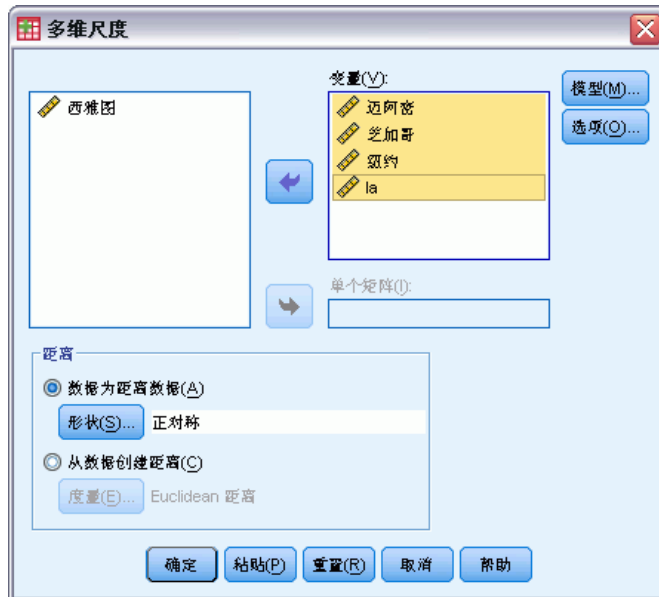 多维尺度
变量(V):
西雅图
迈阿密
芝加哥
纽约
la
模型(M)...
选项(O)...
单个矩阵(I):
距离
数据为距离数据(A)
形状(S)...
正对称
从数据创建距离(C)
度量(E)...
Euclidean 距离
确定
粘贴(P)
重置(R)
取消
帮助